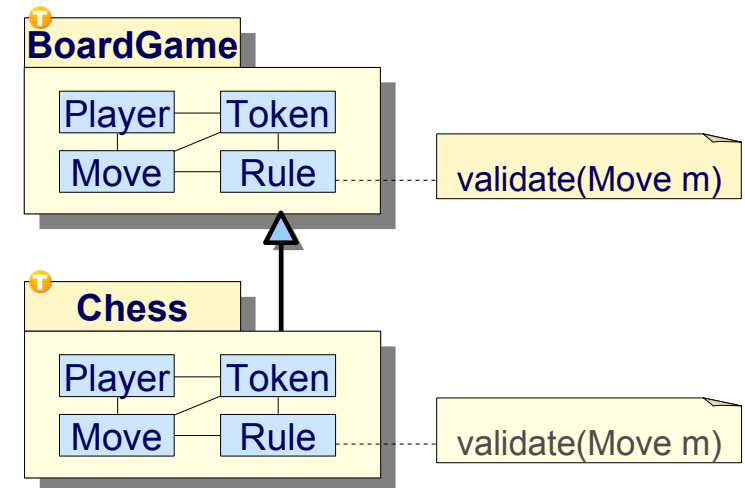 T
BoardGame
Player Token
Move Rule
validate(Move m)
T
Chess
Player Token
Move Rule
validate(Move m)